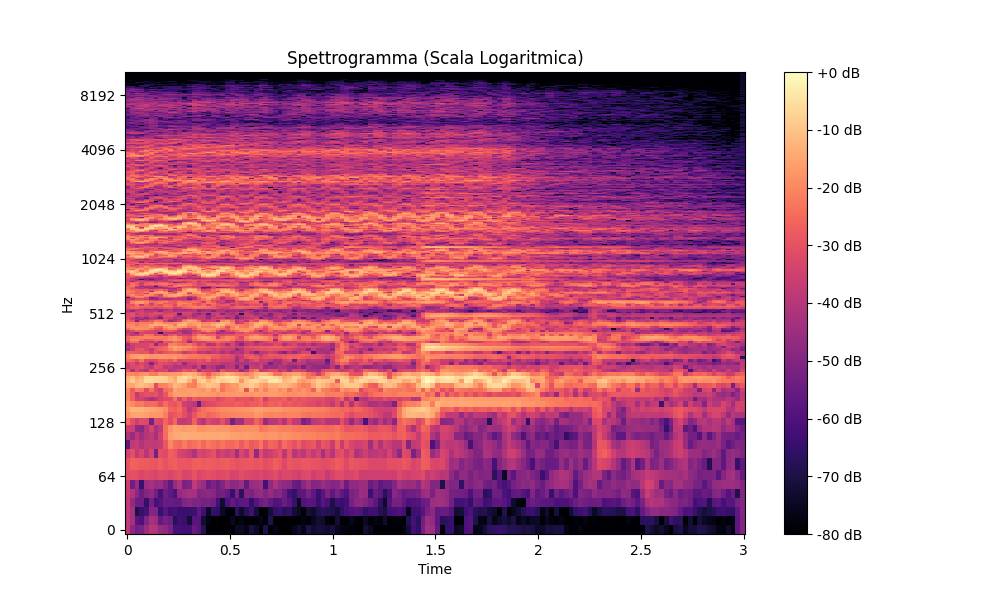 Spettrogramma (Scala Logaritmica)
Hz
8192
4096
2048
1024
512
256
128
64
0
0 0.5 1 1.5 2 2.5 3
Time
+0 dB
-10 dB
-20 dB
-30 dB
-40 dB
-50 dB
-60 dB
-70 dB
-80 dB